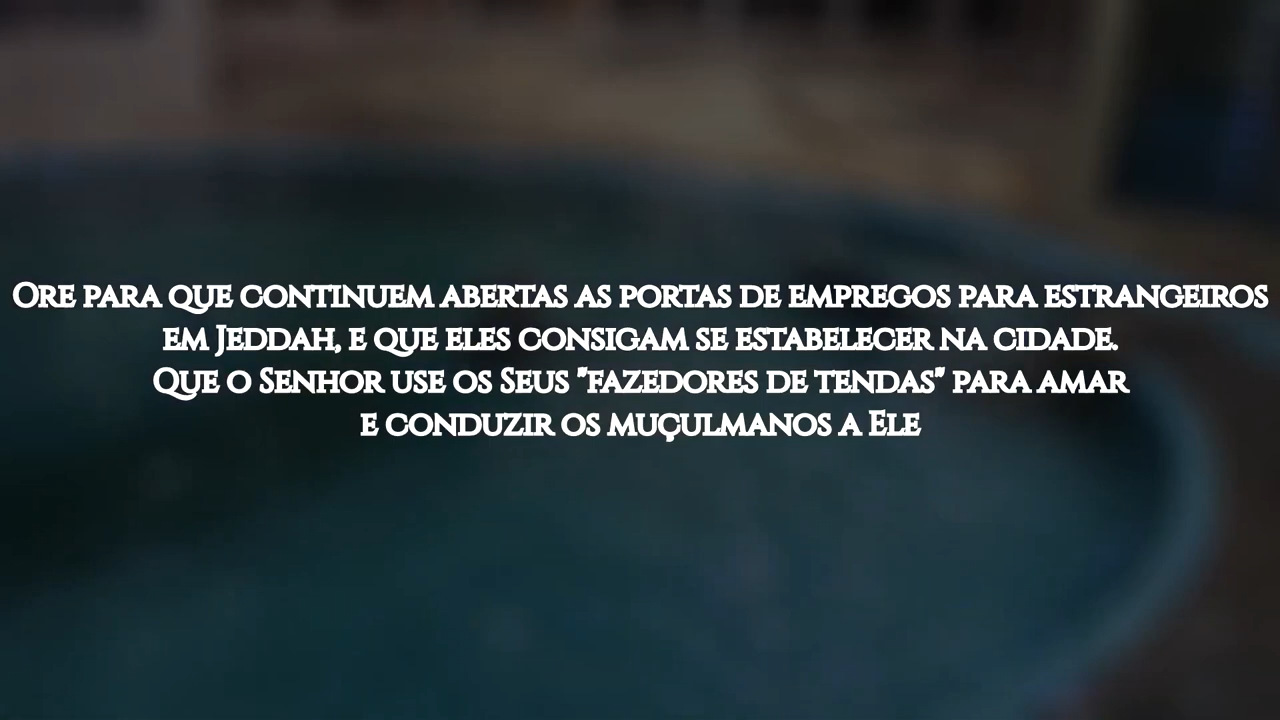 Ore para que continuem abertas as portas de empregos para estrangeiros
em Jeddah, e que eles consigam se estabelecer na cidade.
Que o Senhor use os Seus "fazedores de tendas" para amar
e conduzir os muçulmanos a Ele